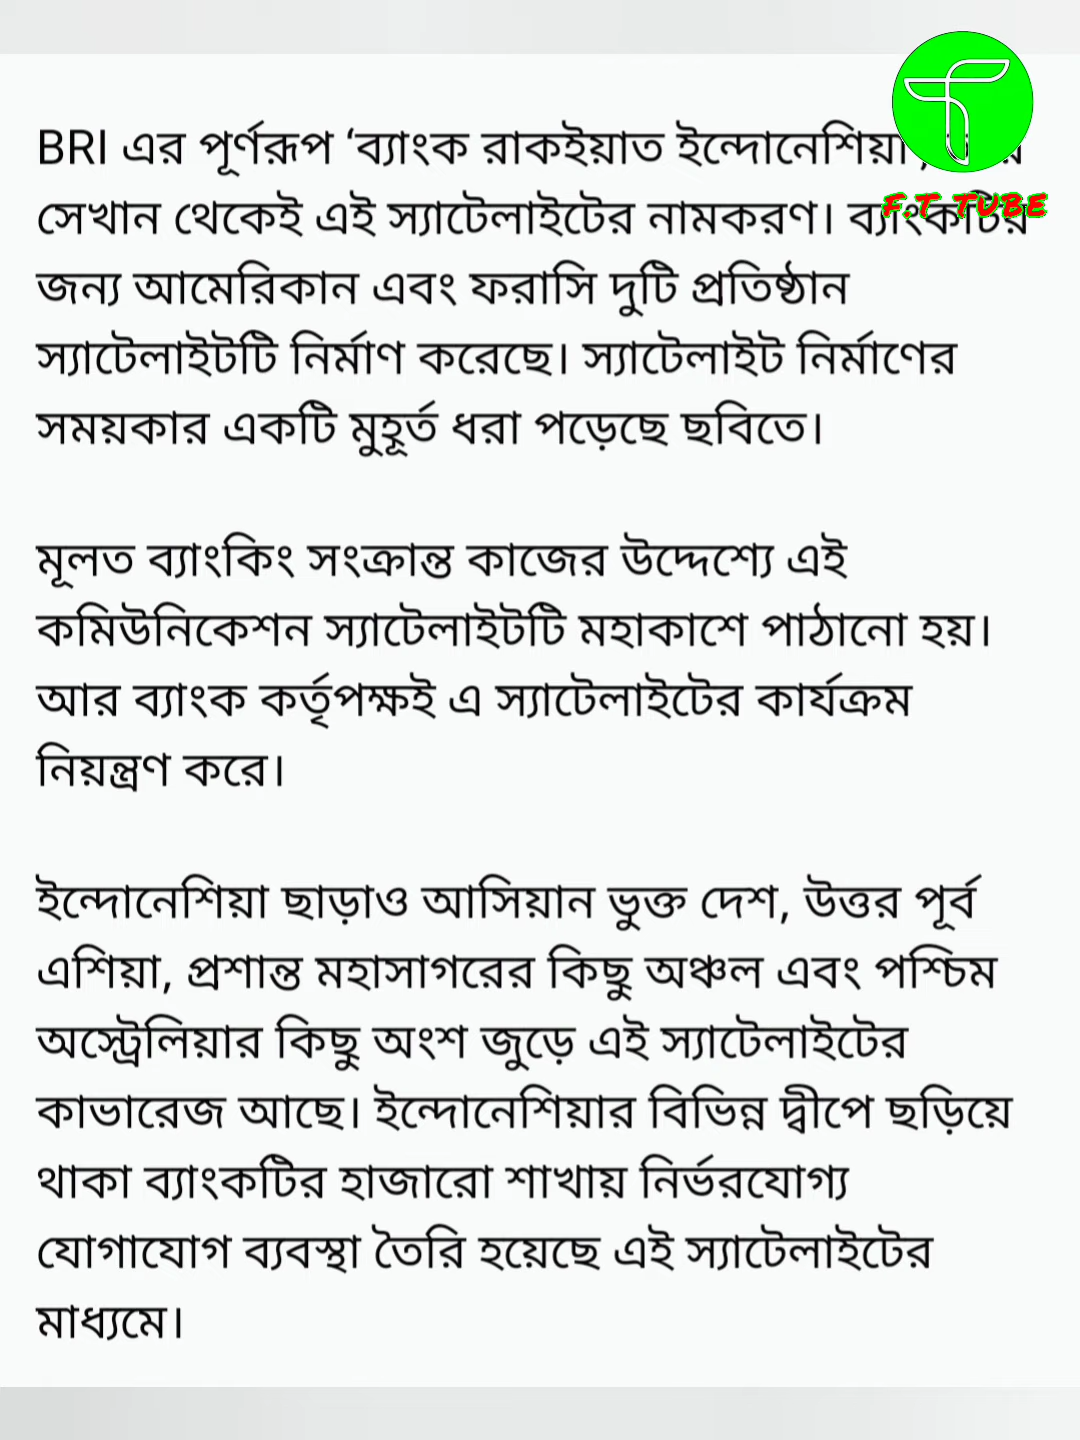 BRI এর পূর্ণরূপ ‘ব্যাংক রাকইয়াত ইন্দোনেশিয়া’,
সেখান থেকেই এই স্যাটেলাইটের নামকরণ। ব্যাংকটির
জন্য আমেরিকান এবং ফরাসি দুটি প্রতিষ্ঠান
স্যাটেলাইটটি নির্মাণ করেছে। স্যাটেলাইট নির্মাণের
সময়কার একটি মুহূর্ত ধরা পড়েছে ছবিতে।
মূলত ব্যাংকিং সংক্রান্ত কাজের উদ্দেশ্যে এই
কমিউনিকেশন স্যাটেলাইটটি মহাকাশে পাঠানো হয়।
আর ব্যাংক কর্তৃপক্ষই এ স্যাটেলাইটের কার্যক্রম
নিয়ন্ত্রণ করে।
ইন্দোনেশিয়া ছাড়াও আসিয়ান ভুক্ত দেশ, উত্তর পূর্ব
এশিয়া, প্রশান্ত মহাসাগরের কিছু অঞ্চল এবং পশ্চিম
অস্ট্রেলিয়ার কিছু অংশ জুড়ে এই স্যাটেলাইটের
কাভারেজ আছে। ইন্দোনেশিয়ার বিভিন্ন দ্বীপে ছড়িয়ে
থাকা ব্যাংকটির হাজারো শাখায় নির্ভরযোগ্য
যোগাযোগ ব্যবস্থা তৈরি হয়েছে এই স্যাটেলাইটের
মাধ্যমে।
F.T TUBE